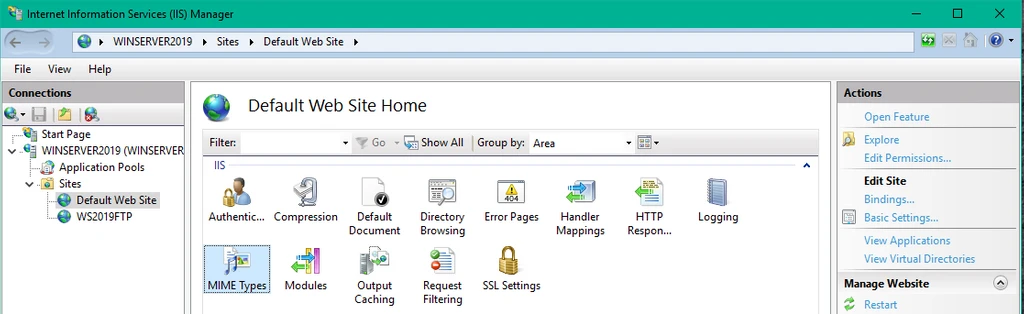 Internet Information Services (IIS) Manager
WINSERVER2019 Sites Default Web Site
File View Help
Connections
Start Page
WINSERVER2019 (WINSERVER
Application Pools
Sites
Default Web Site
WS2019FTP
Default Web Site Home
Filter: Go Show All Group by: Area
IIS
Authentic... Compression Default Document Directory Browsing Error Pages Handler Mappings HTTP Respon... Logging
MIME Types Modules Output Caching Request Filtering SSL Settings
404
Actions
Open Feature
Explore
Edit Permissions...
Edit Site
Bindings...
Basic Settings...
View Applications
View Virtual Directories
Manage Website
Restart